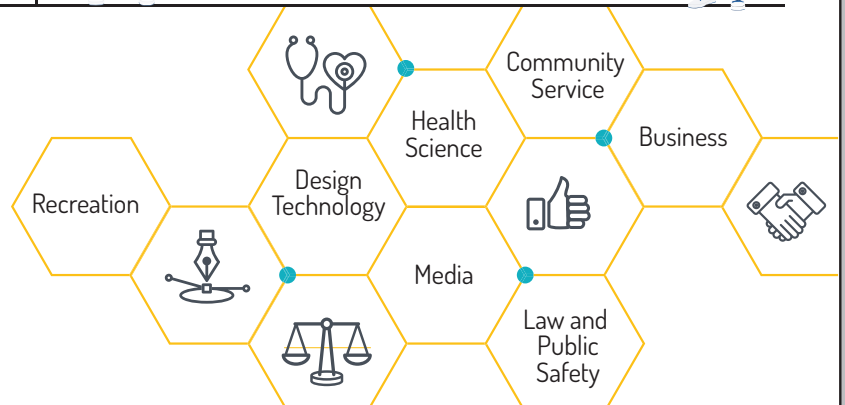 Community
Service
Health
Science
Business
Design
Technology
Recreation
Media
Law and
Public
Safety